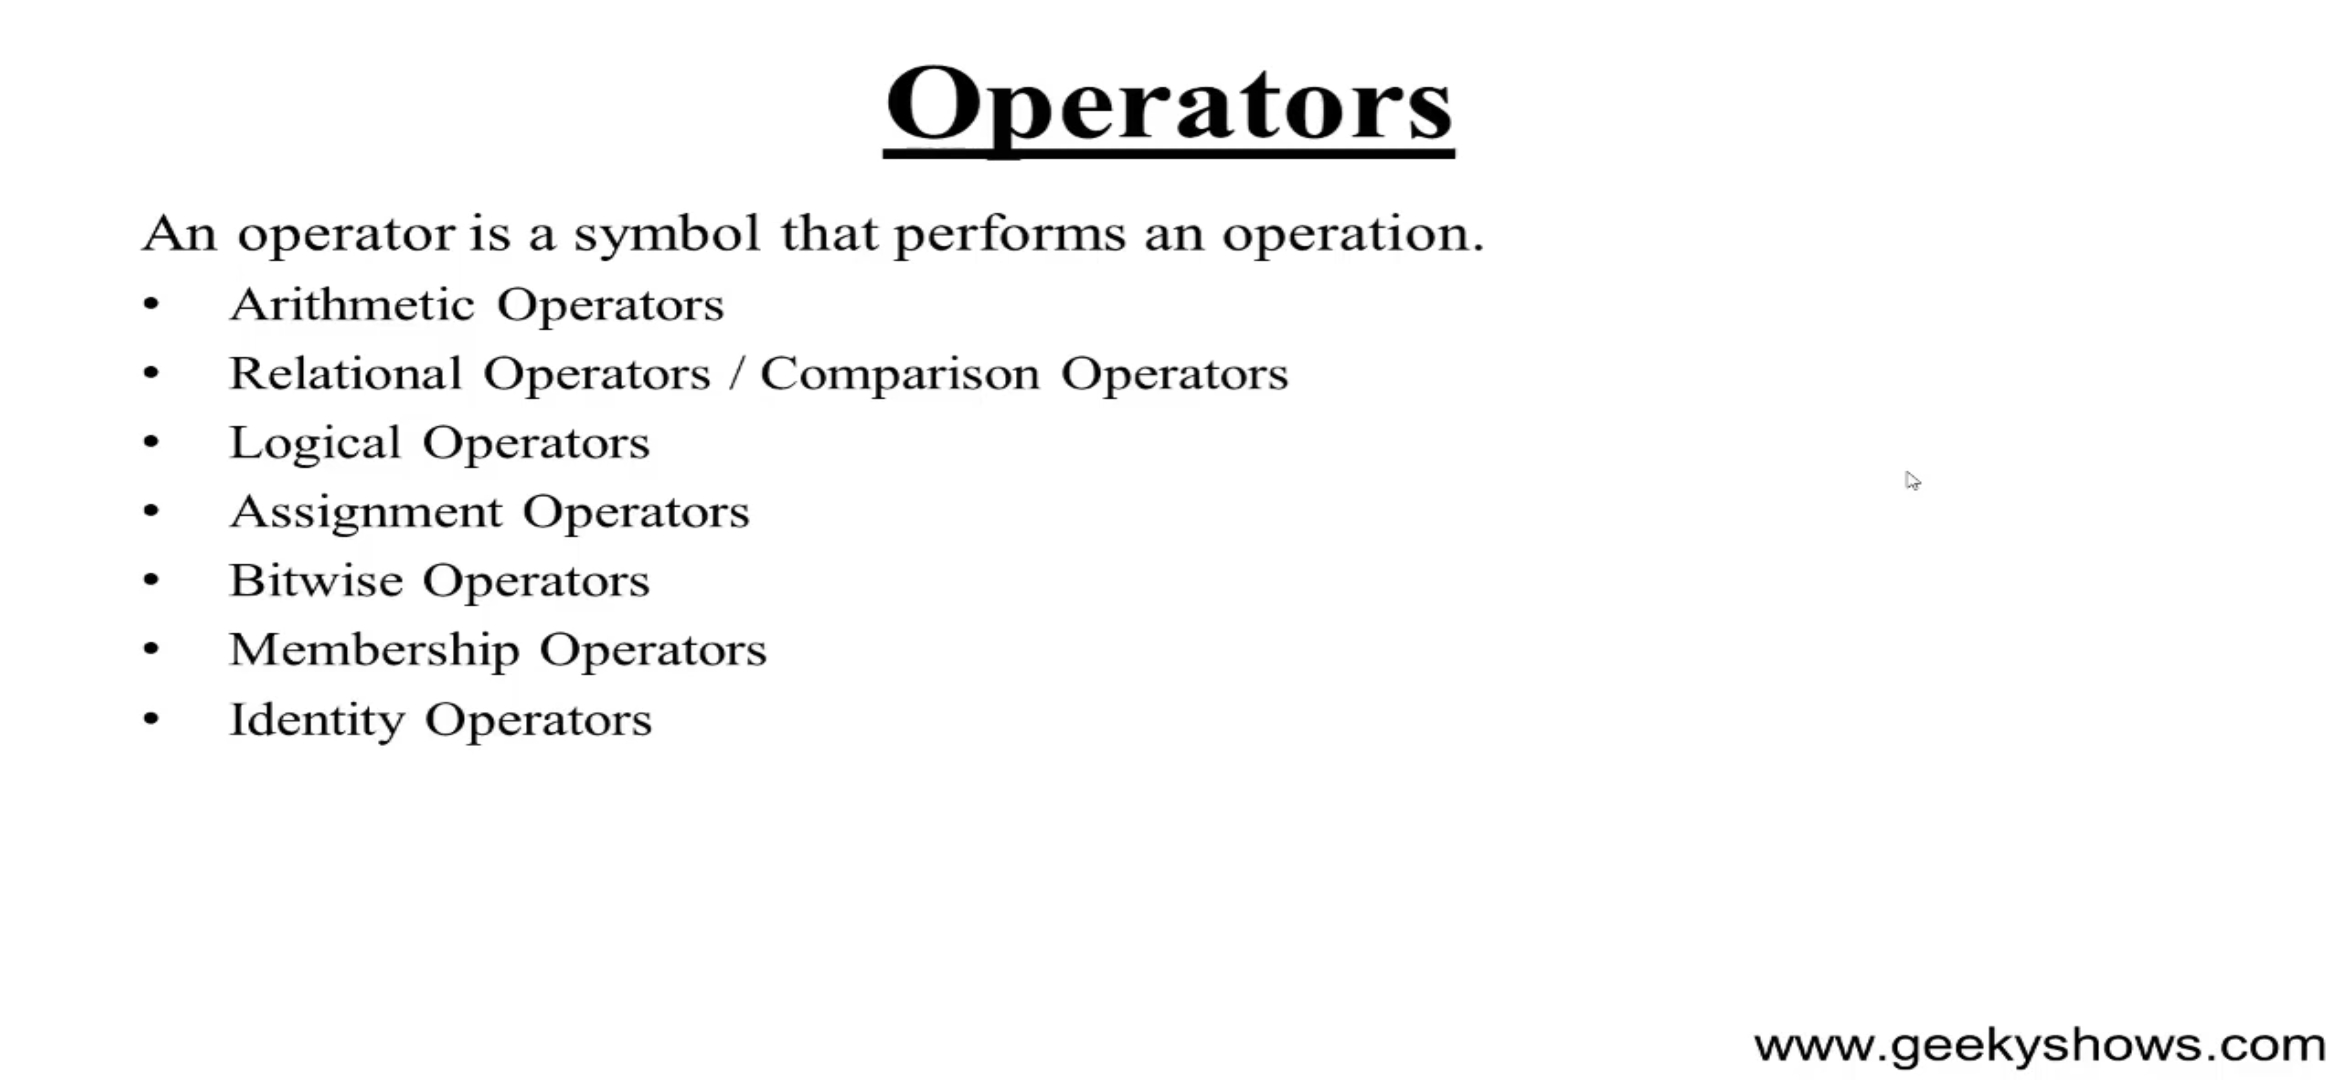 Operators
An operator is a symbol that performs an operation.
• Arithmetic Operators
• Relational Operators / Comparison Operators
• Logical Operators
• Assignment Operators
• Bitwise Operators
• Membership Operators
• Identity Operators
www.geekyshows.com